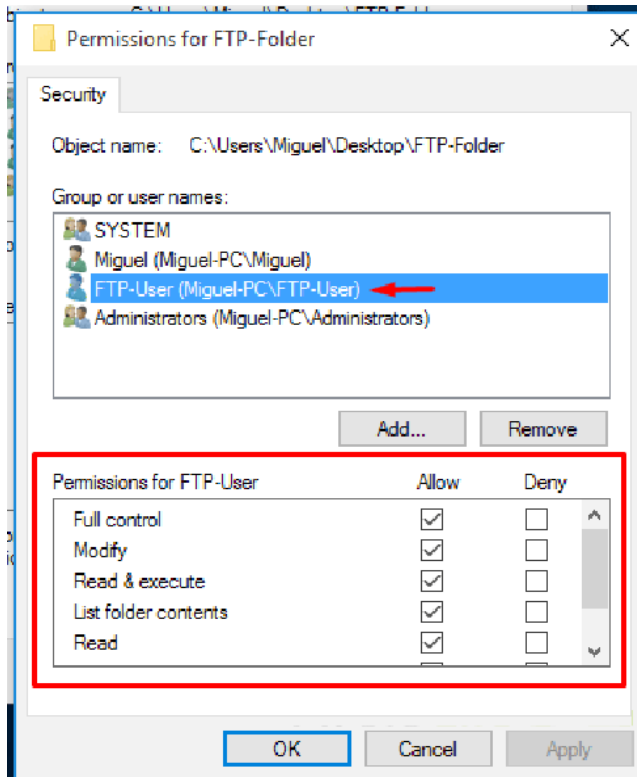 Permissions for FTP-Folder
Security
Object name: C:\Users\Miguel\Desktop\FTP-Folder
Group or user names:
SYSTEM
Miguel (Miguel-PC\Miguel)
FTP-User (Miguel-PC\FTP-User)
Administrators (Miguel-PC\Administrators)
Add... Remove
Permissions for FTP-User Allow Deny
Full control
Modify
Read & execute
List folder contents
Read
OK Cancel Apply